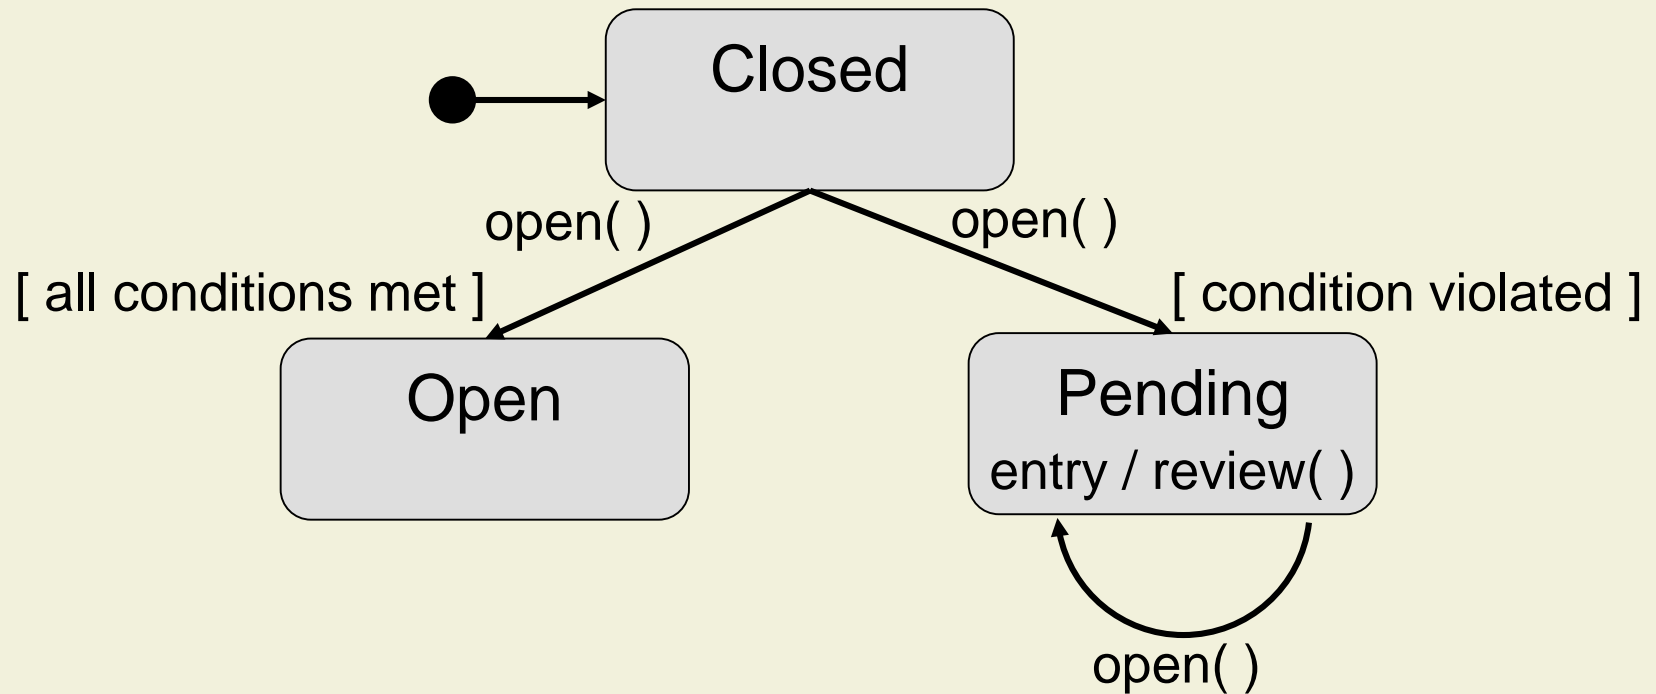 Closed
open( )
open( )
[ all conditions met ]
[ condition violated ]
Open
Pending
entry / review( )
open( )